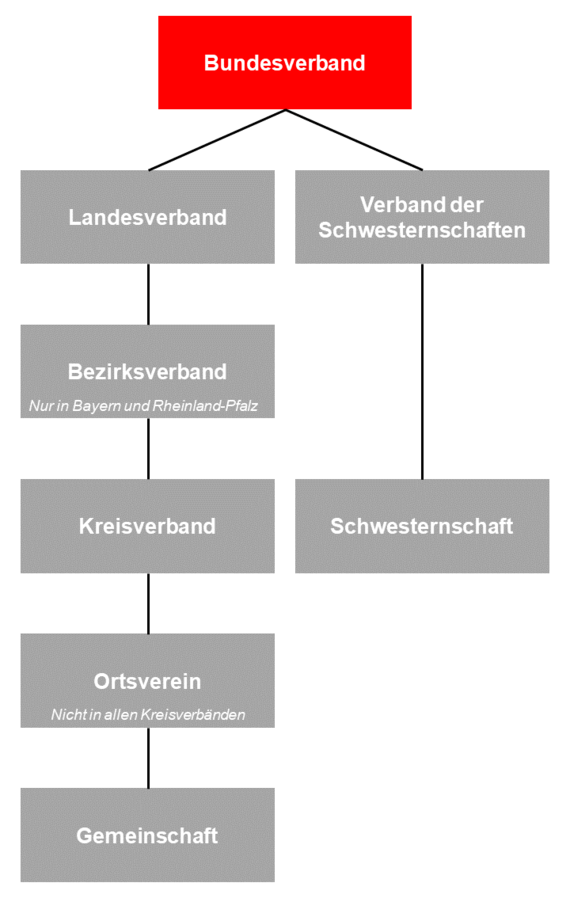 Bundesverband
Landesverband
Verband der
Schwesternschaften
Bezirksverband
Nur in Bayern und Rheinland-Pfalz
Kreisverband
Schwesternschaft
Ortsverein
Nicht in allen Kreisverbänden
Gemeinschaft